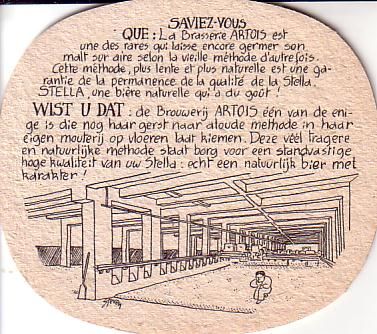 SAVIEZ-VOUS
QUE : La Brasserie ARTOIS est
une des rares qui laisse encore germer son
malt sur aire selon la vieille méthode d'autrefois.
Cette méthode, plus lente et plus naturelle est une ga-
rantie de la permanence de la qualité de la Stella.
STELLA, une bière naturelle qui a du goût !
WIST U DAT : de Brouwerij ARTOIS één van de eni-
ge is die nog haar gerst naar aloude methode in haar
eigen mouterij op vloeren laat kiemen. Deze véél tragere
en natuurlijke methode staat borg voor een standvastige
hoge kwaliteit van uw Stella : echt een natuurlijk bier met
karakter !